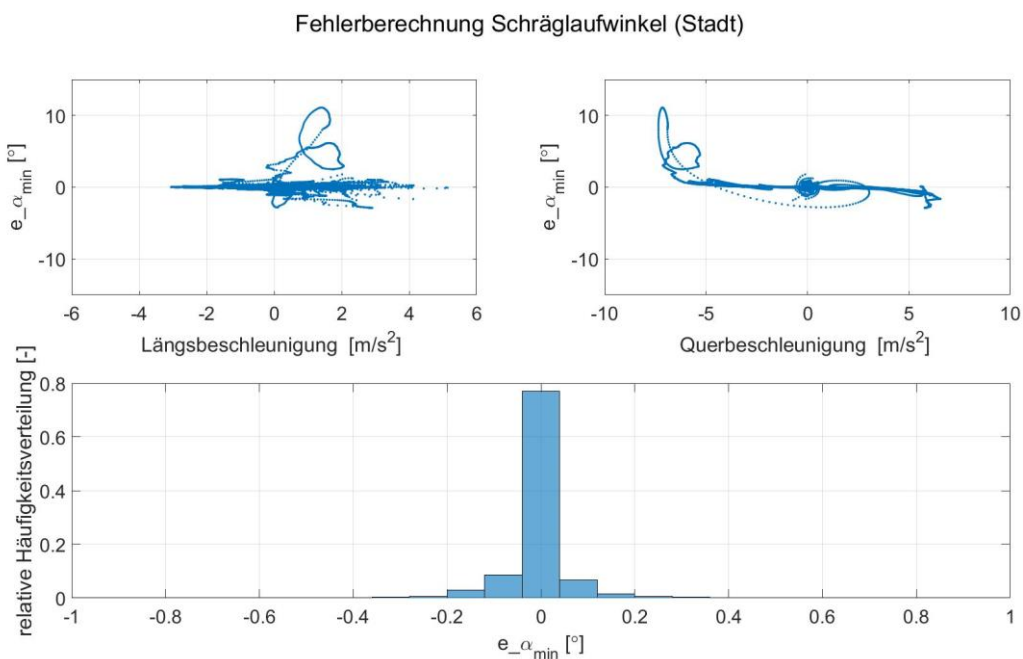 Fehlerberechnung Schräglaufwinkel (Stadt)
e_α_min [°]
10
0
-10
-6 -4 -2 0 2 4 6
Längsbeschleunigung [m/s²]
e_α_min [°]
10
0
-10
-10 -5 0 5 10
Querbeschleunigung [m/s²]
relative Häufigkeitsverteilung [-]
0.8
0.6
0.4
0.2
0
-1 -0.8 -0.6 -0.4 -0.2 0 0.2 0.4 0.6 0.8 1
e_α_min [°]